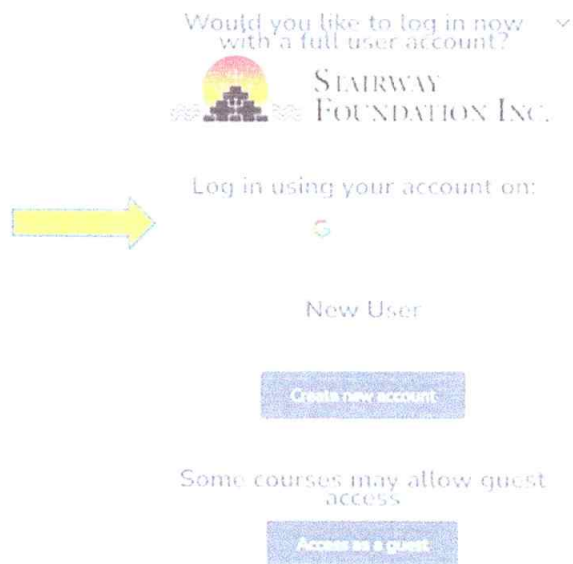 Would you like to log in now
with a full user account?
STAIRWAY
FOUNDATION INC.
Log in using your account on:
G
New User
Create new account
Some courses may allow guest
access
Access as a guest